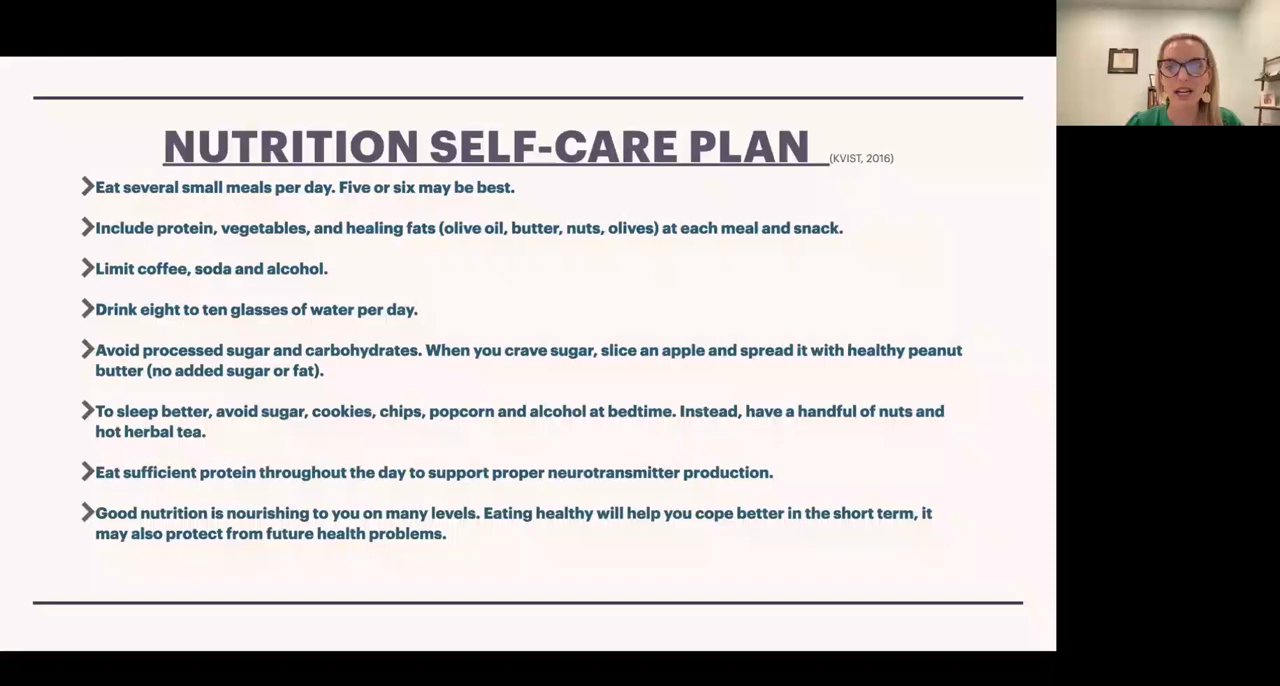 NUTRITION SELF-CARE PLAN (KVIST, 2016)
Eat several small meals per day. Five or six may be best.
Include protein, vegetables, and healing fats (olive oil, butter, nuts, olives) at each meal and snack.
Limit coffee, soda and alcohol.
Drink eight to ten glasses of water per day.
Avoid processed sugar and carbohydrates. When you crave sugar, slice an apple and spread it with healthy peanut
butter (no added sugar or fat).
To sleep better, avoid sugar, cookies, chips, popcorn and alcohol at bedtime. Instead, have a handful of nuts and
hot herbal tea.
Eat sufficient protein throughout the day to support proper neurotransmitter production.
Good nutrition is nourishing to you on many levels. Eating healthy will help you cope better in the short term, it
may also protect from future health problems.